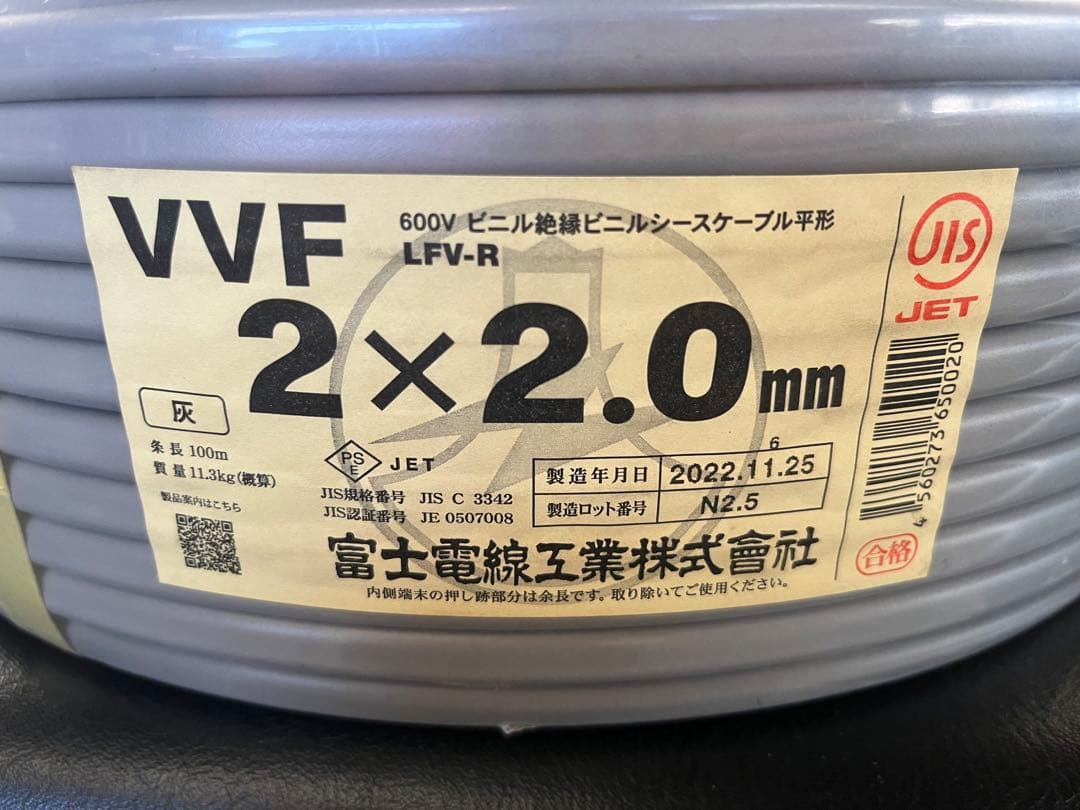 VVF
600V ビニル絶縁ビニルシースケーブル平形
LFV-R
2×2.0mm
灰
条長 100m
質量 11.3kg(概算)
製品案内はこちら
PS
E
JET
JIS規格番号 JIS C 3342
JIS認証番号 JE 0507008
6
製造年月日 2022.11.25
製造ロット番号 N2.5
富士電線工業株式會社
内側端末の押し跡部分は余長です。取り除いてご使用ください。
JIS
JET
4560273650020
合格